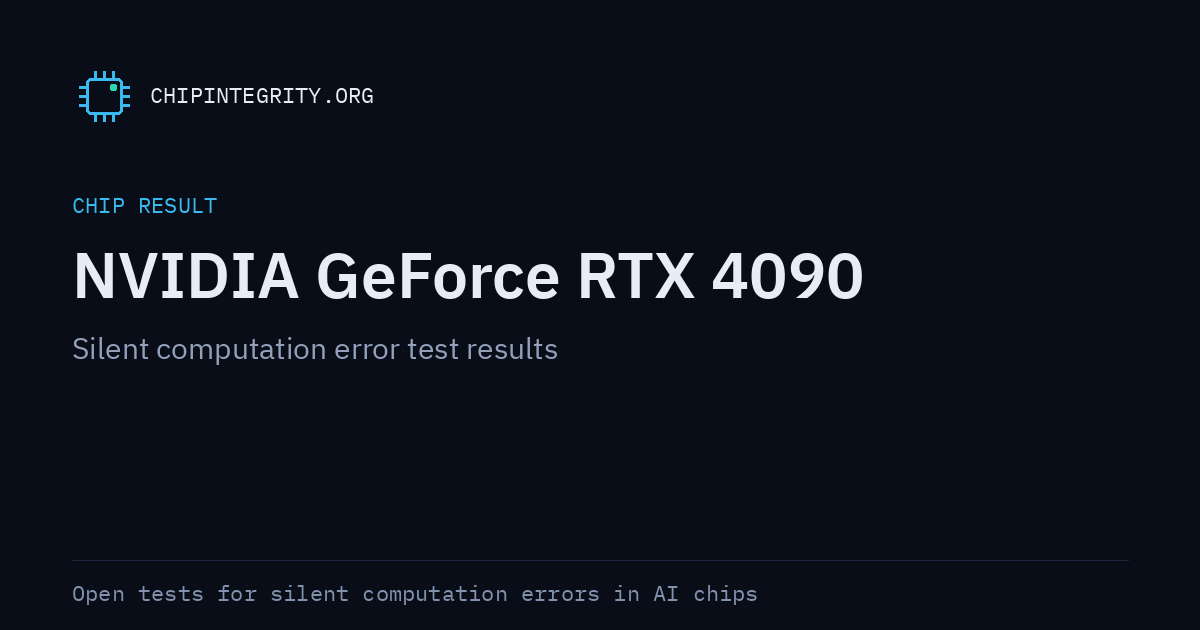 CHIPINTEGRITY.ORG
CHIP RESULT
NVIDIA GeForce RTX 4090
Silent computation error test results
Open tests for silent computation errors in AI chips